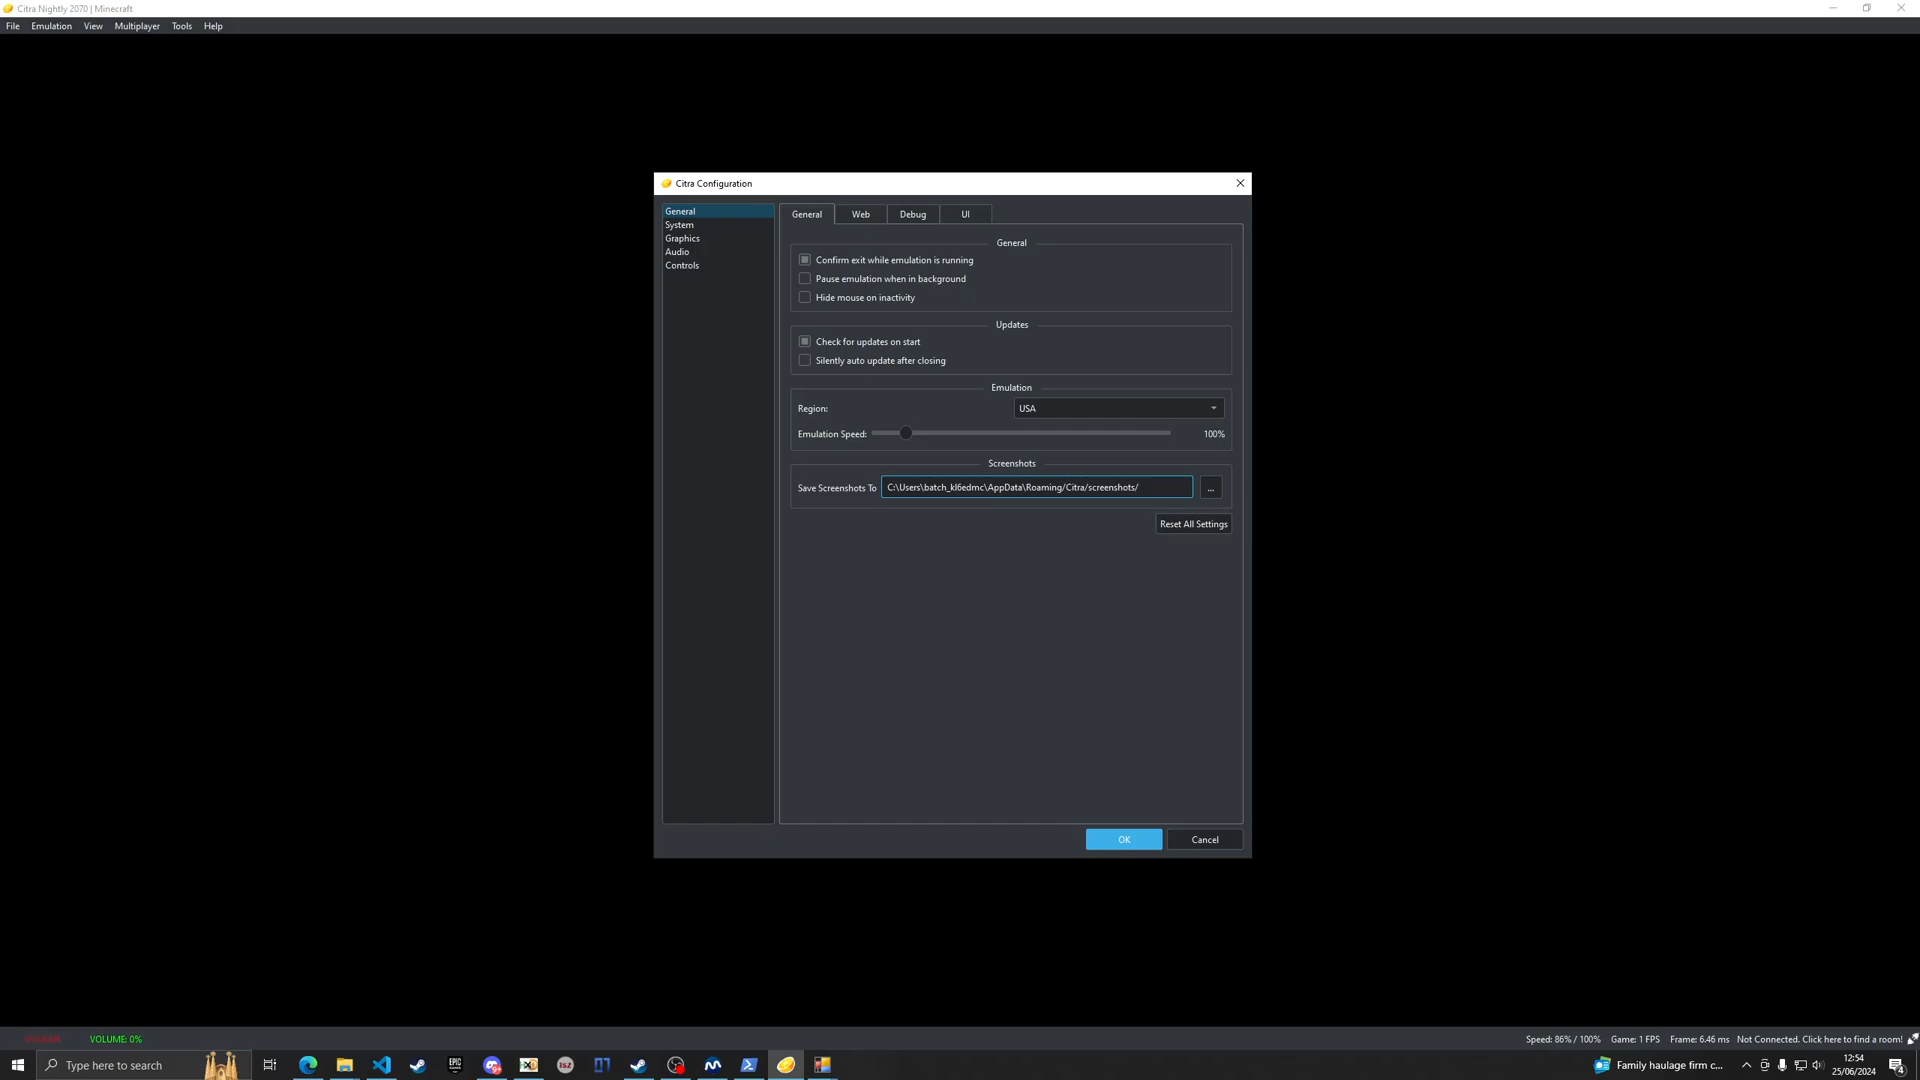 Citra Nightly 2070 | Minecraft
File Emulation View Multiplayer Tools Help
Citra Configuration
General
System
Graphics
Audio
Controls
General Web Debug UI
General
Confirm exit while emulation is running
Pause emulation when in background
Hide mouse on inactivity
Updates
Check for updates on start
Silently auto update after closing
Emulation
Region: USA
Emulation Speed: 100%
Screenshots
Save Screenshots To C:\Users\batch_kl6edmc\AppData\Roaming/Citra/screenshots/ ...
Reset All Settings
OK Cancel
VULKAN VOLUME: 0% Speed: 86% / 100% Game: 1 FPS Frame: 6.46 ms Not Connected. Click here to find a room!
Type here to search
EPIC
Family haulage firm c...
12:54
25/06/2024
4